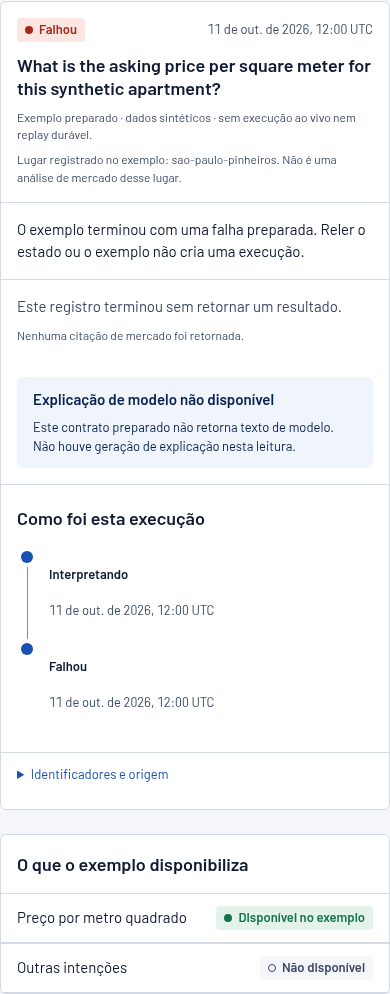 Falhou
11 de out. de 2026, 12:00 UTC
What is the asking price per square meter for
this synthetic apartment?
Exemplo preparado · dados sintéticos · sem execução ao vivo nem
replay durável.
Lugar registrado no exemplo: sao-paulo-pinheiros. Não é uma
análise de mercado desse lugar.
O exemplo terminou com uma falha preparada. Reler o
estado ou o exemplo não cria uma execução.
Este registro terminou sem retornar um resultado.
Nenhuma citação de mercado foi retornada.
Explicação de modelo não disponível
Este contrato preparado não retorna texto de modelo.
Não houve geração de explicação nesta leitura.
Como foi esta execução
Interpretando
11 de out. de 2026, 12:00 UTC
Falhou
11 de out. de 2026, 12:00 UTC
Identificadores e origem
O que o exemplo disponibiliza
Preço por metro quadrado
Disponível no exemplo
Outras intenções
Não disponível